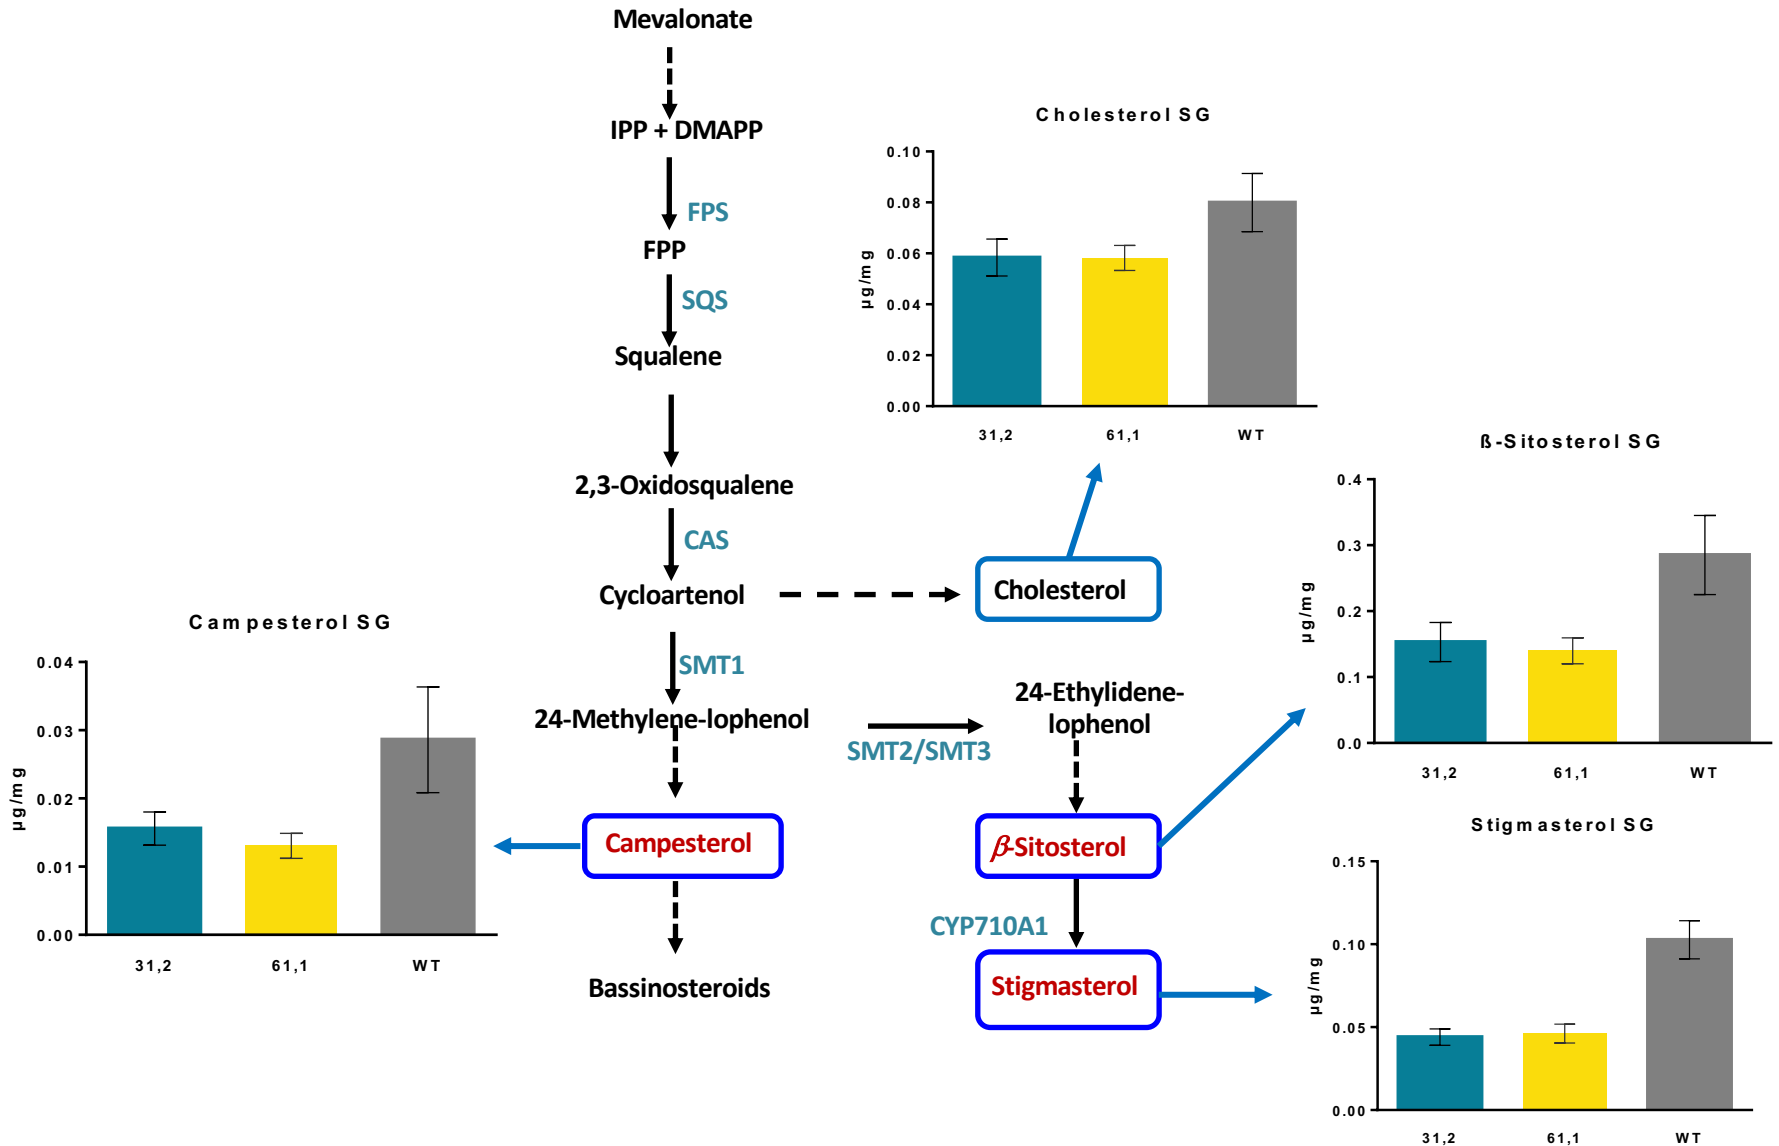 Mevalonate
IPP + DMAPP
FPS
FPP
SQS
Squalene
2,3-Oxidosqualene
CAS
Cycloartenol
Cholesterol
SMT1
24-Methylene-lophenol
SMT2/SMT3
24-Ethylidene-
lophenol
Campesterol
β-Sitosterol
CYP710A1
Stigmasterol
Bassinosteroids
Cholesterol SG
µg/mg
0.10
0.08
0.06
0.04
0.02
0.00
31,2 61,1 WT
ß-Sitosterol SG
µg/mg
0.4
0.3
0.2
0.1
0.0
31,2 61,1 WT
Campesterol SG
µg/mg
0.04
0.03
0.02
0.01
0.00
31,2 61,1 WT
Stigmasterol SG
µg/mg
0.15
0.10
0.05
0.00
31,2 61,1 WT